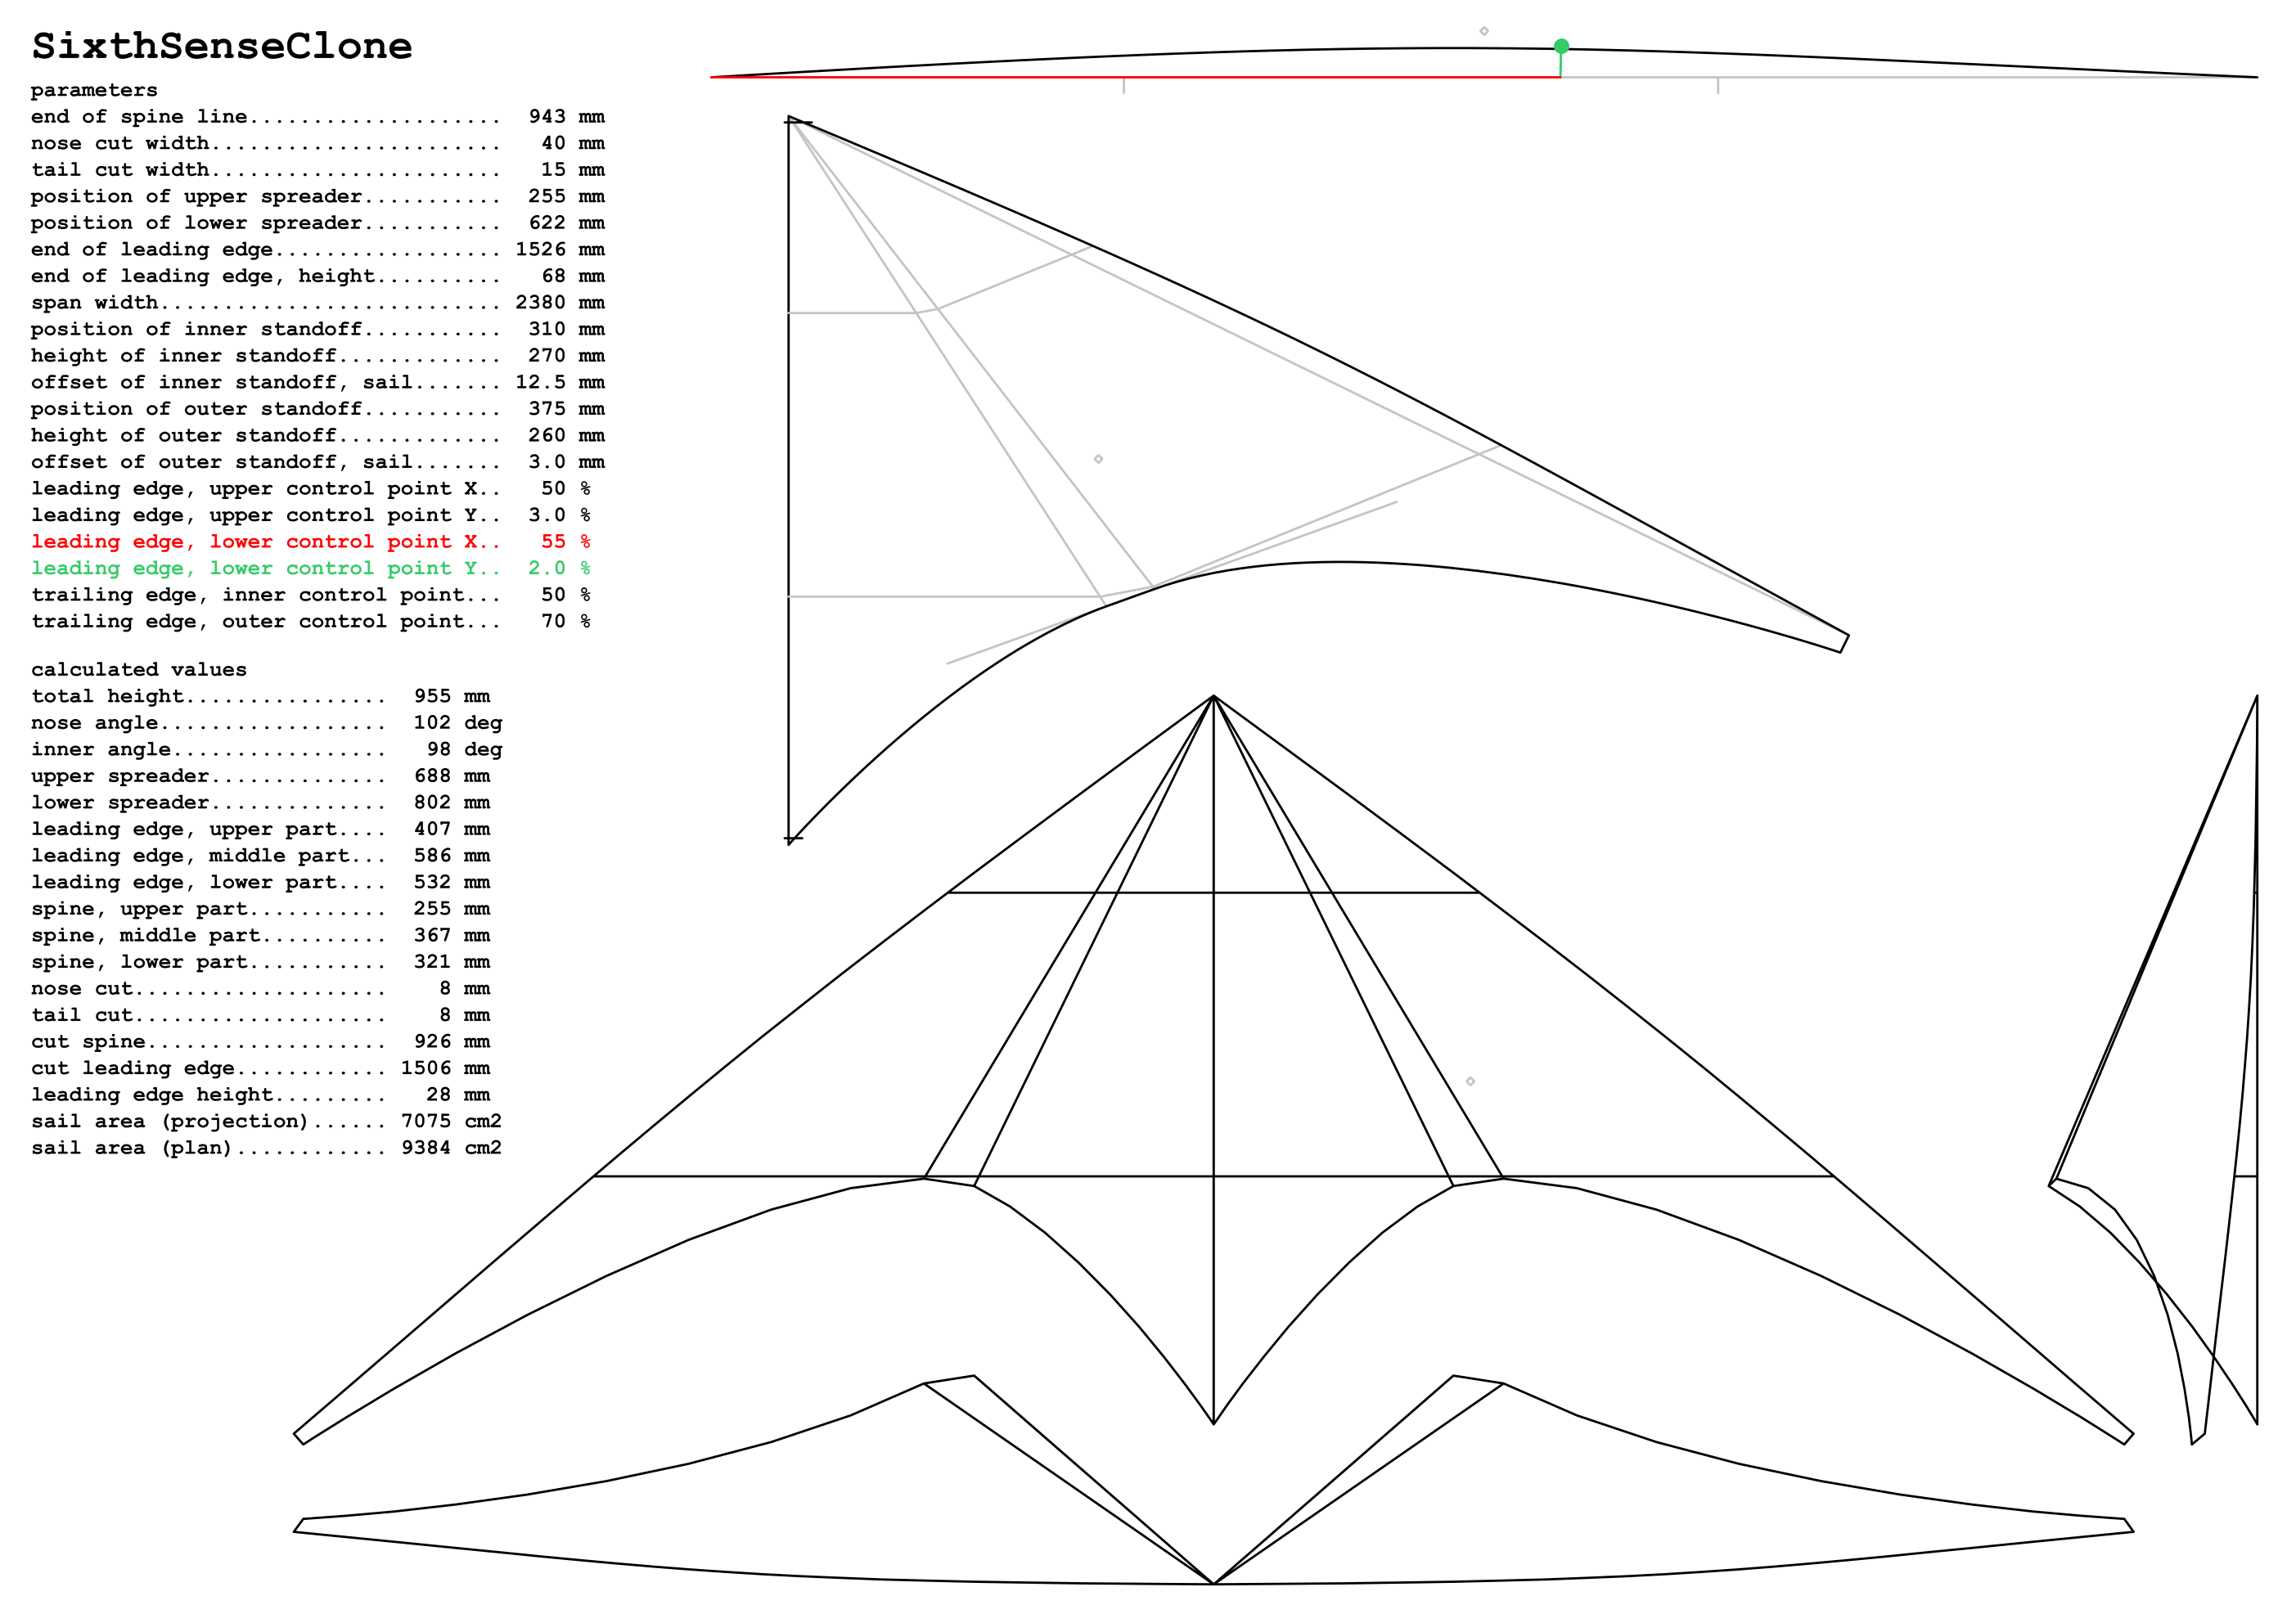 SixthSenseClone
parameters
end of spine line.................... 943 mm
nose cut width....................... 40 mm
tail cut width....................... 15 mm
position of upper spreader........... 255 mm
position of lower spreader........... 622 mm
end of leading edge.................. 1526 mm
end of leading edge, height.......... 68 mm
span width........................... 2380 mm
position of inner standoff........... 310 mm
height of inner standoff............. 270 mm
offset of inner standoff, sail....... 12.5 mm
position of outer standoff........... 375 mm
height of outer standoff............. 260 mm
offset of outer standoff, sail....... 3.0 mm
leading edge, upper control point X.. 50 %
leading edge, upper control point Y.. 3.0 %
leading edge, lower control point X.. 55 %
leading edge, lower control point Y.. 2.0 %
trailing edge, inner control point... 50 %
trailing edge, outer control point... 70 %
calculated values
total height................ 955 mm
nose angle.................. 102 deg
inner angle................. 98 deg
upper spreader.............. 688 mm
lower spreader.............. 802 mm
leading edge, upper part.... 407 mm
leading edge, middle part... 586 mm
leading edge, lower part.... 532 mm
spine, upper part........... 255 mm
spine, middle part.......... 367 mm
spine, lower part........... 321 mm
nose cut.................... 8 mm
tail cut.................... 8 mm
cut spine................... 926 mm
cut leading edge............ 1506 mm
leading edge height......... 28 mm
sail area (projection)...... 7075 cm2
sail area (plan)............ 9384 cm2